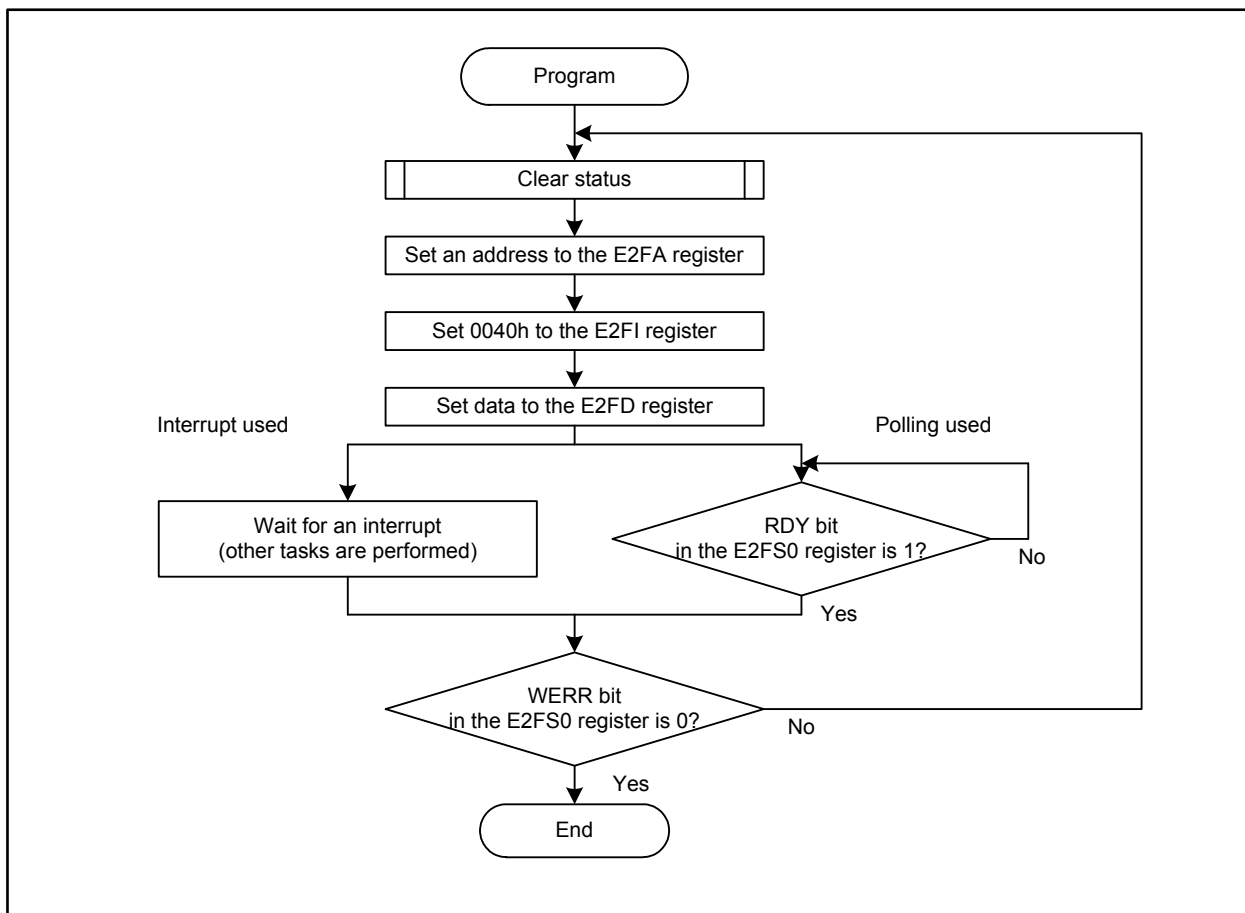 Program
Clear status
Set an address to the E2FA register
Set 0040h to the E2FI register
Set data to the E2FD register
Interrupt used
Polling used
Wait for an interrupt
(other tasks are performed)
RDY bit
in the E2FS0 register is 1?
No
Yes
WERR bit
in the E2FS0 register is 0?
No
Yes
End